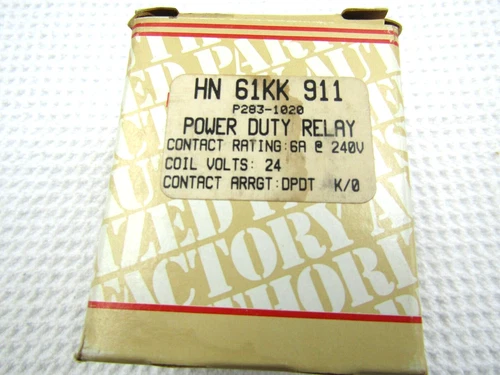 HN 61KK 911
P283-1020
POWER DUTY RELAY
CONTACT RATING:6A @ 240V
COIL VOLTS: 24
CONTACT ARRGT:DPDT K/0
FACTORY